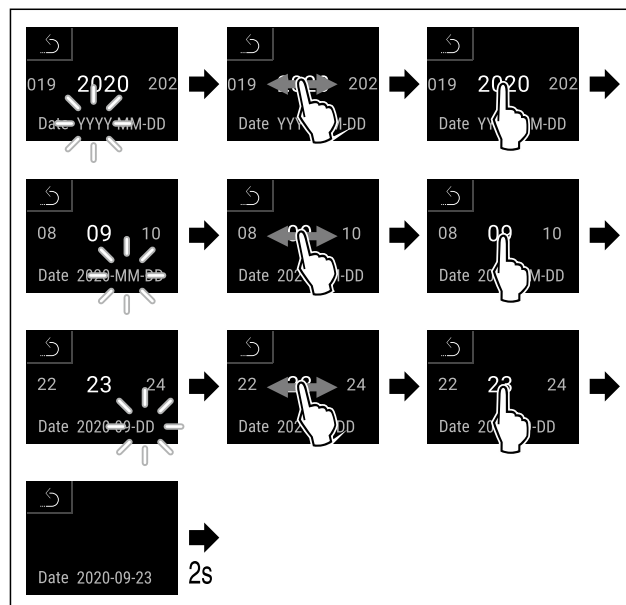 019 2020 202
Date YYYY-MM-DD
202
Date YY M-DD
019 2020 202
Date YY M-DD
08 09 10
Date 2020-MM-DD
08 10
Date 202 -DD
08 09 10
Date 20 M-DD
22 23 24
Date 2020-09-DD
22 24
Date 202 DD
22 23 24
Date 20 -DD
Date 2020-09-23
2s